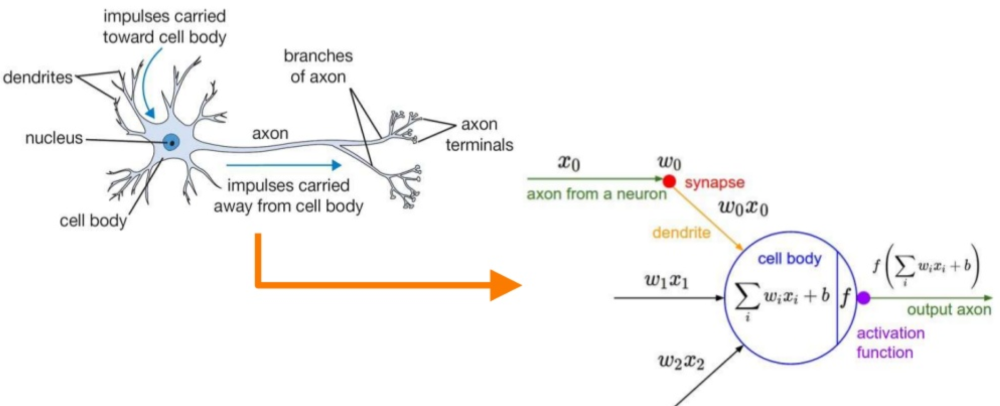 impulses carried
toward cell body
dendrites
nucleus
cell body
axon
impulses carried
away from cell body
branches
of axon
axon
terminals
x₀
w₀
axon from a neuron
synapse
w₀x₀
dendrite
w₁x₁
w₂x₂
cell body
∑ᵢ wᵢxᵢ + b
f
f(∑ᵢ wᵢxᵢ + b)
output axon
activation
function